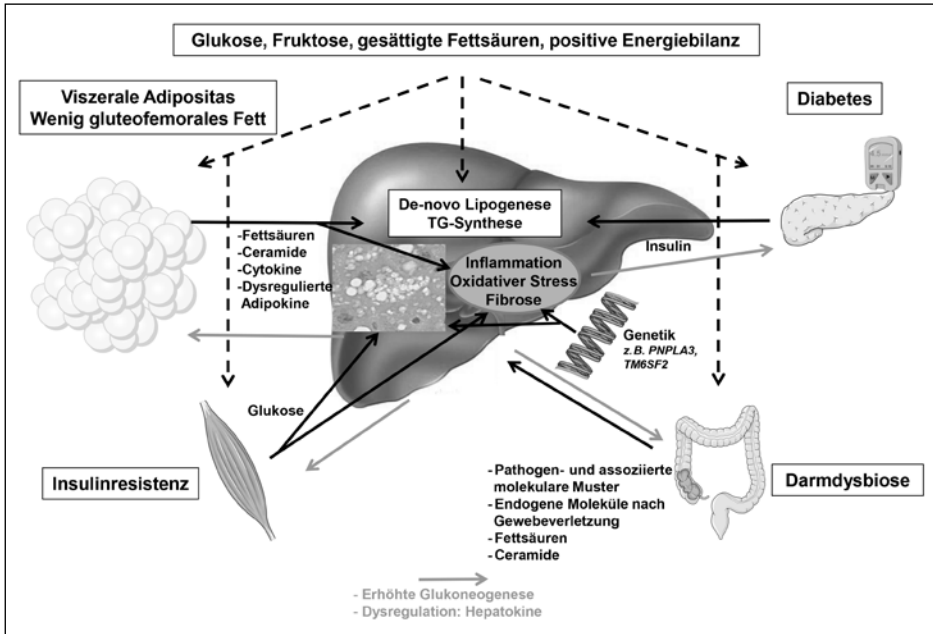 Glukose, Fruktose, gesättigte Fettsäuren, positive Energiebilanz
Viszerale Adipositas
Wenig gluteofemorales Fett
Diabetes
De-novo Lipogenese
TG-Synthese
-Fettsäuren
-Ceramide
-Cytokine
-Dysregulierte
Adipokine
Insulin
Inflammation
Oxidativer Stress
Fibrose
Genetik
z.B. PNPLA3,
TM6SF2
Glukose
Insulinresistenz
- Pathogen- und assoziierte
molekulare Muster
- Endogene Moleküle nach
Gewebeverletzung
- Fettsäuren
- Ceramide
Darmdysbiose
- Erhöhte Glukoneogenese
- Dysregulation: Hepatokine